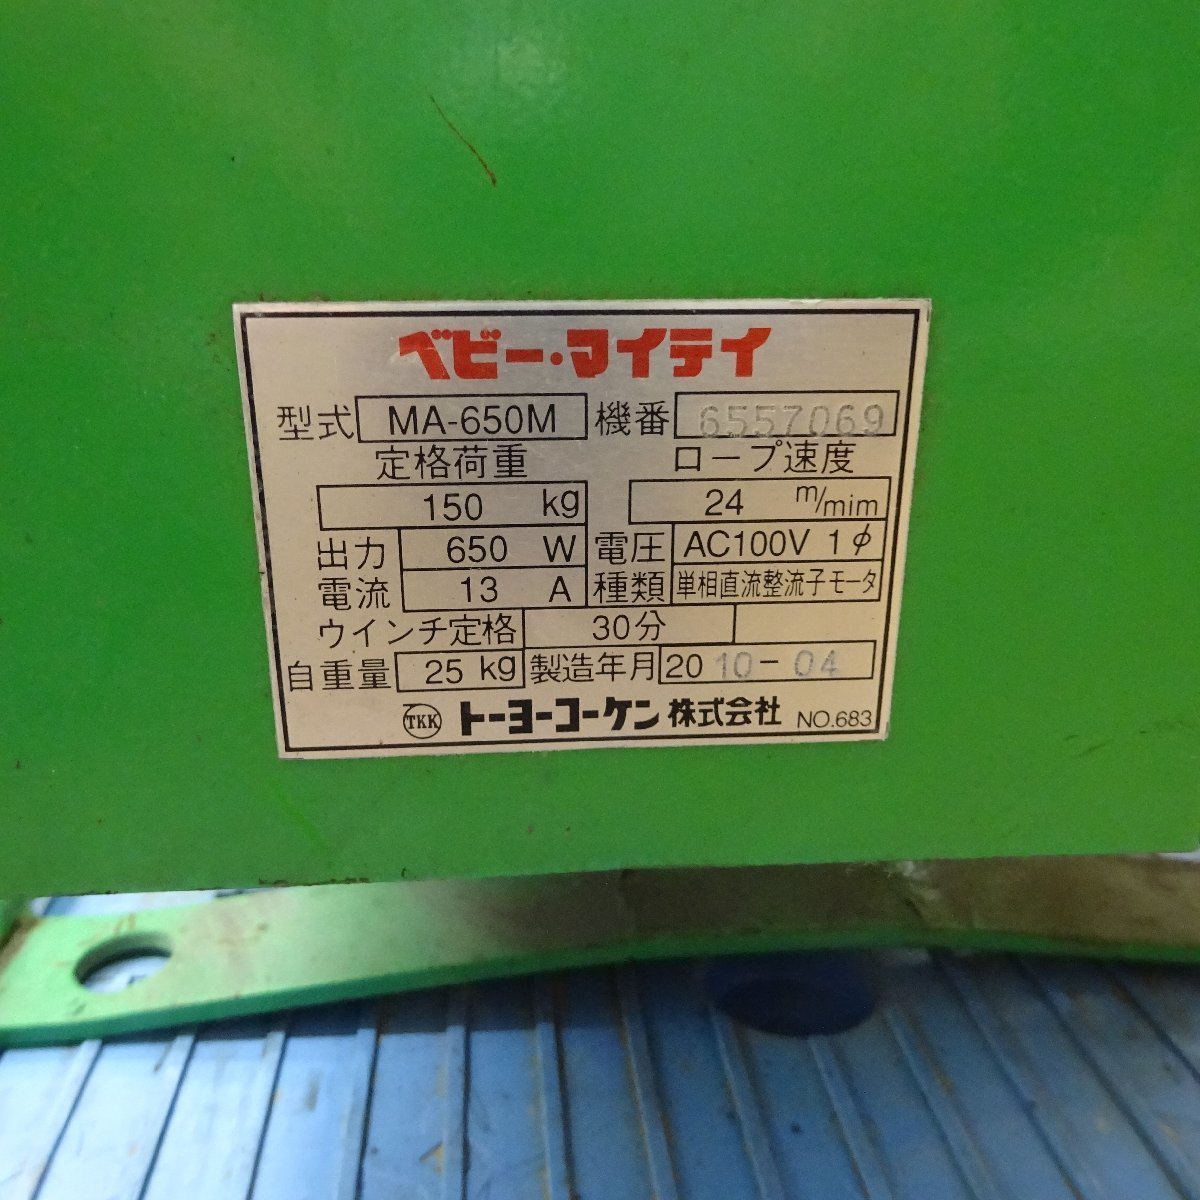 ベビー・マイティ
型式 MA-650M 機番 6557069
定格荷重 ロープ速度
150 kg 24 m/mim
出力 650 W 電圧 AC100V 1φ
電流 13 A 種類 単相直流整流子モータ
ウインチ定格 30分
自重量 25 kg 製造年月 20 10-04
TKK トーヨーコーケン 株式会社 NO.683